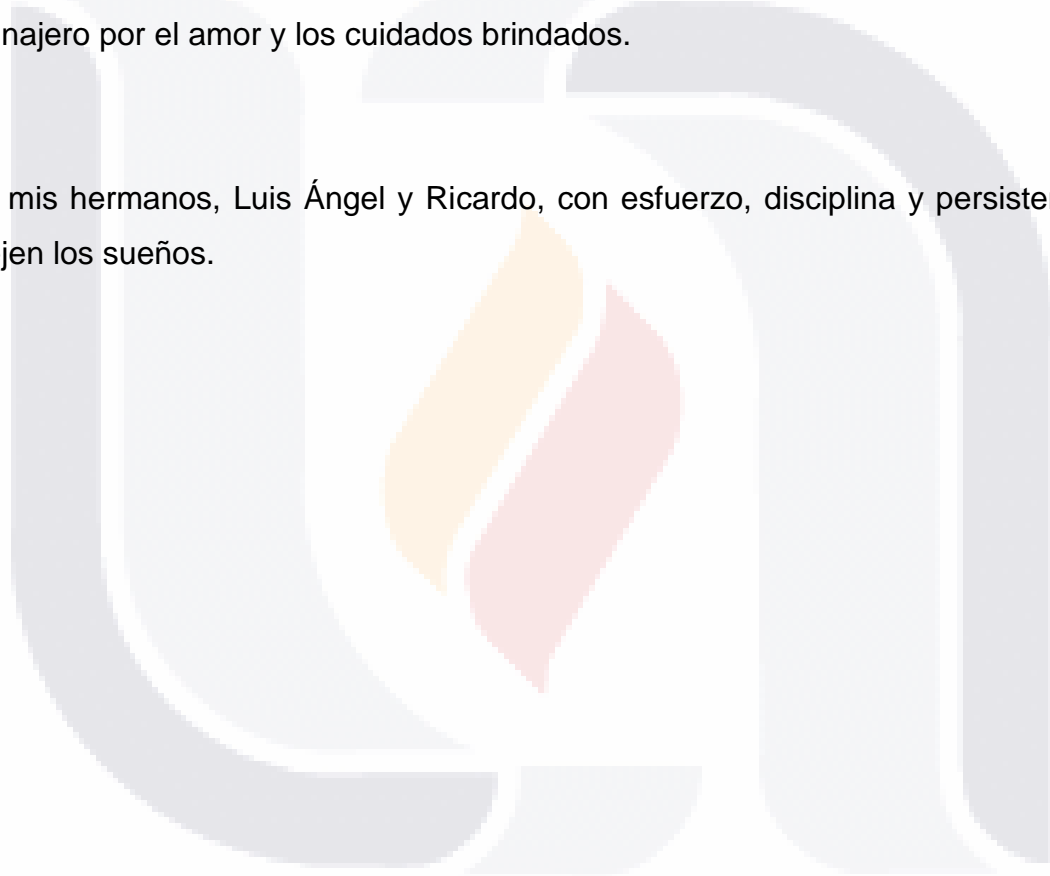 najero por el amor y los cuidados brindados.
mis hermanos, Luis Ángel y Ricardo, con esfuerzo, disciplina y persiste
jen los sueños.